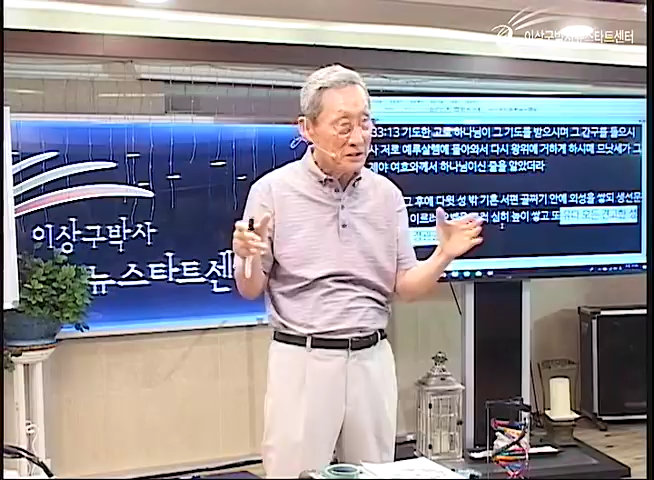 이상구박사뉴스타트센터
33:13 기도한 고로 하나님이 그 기도를 받으시며 그 간구를 들으시
사 저로 예루살렘에 돌아와서 다시 왕위에 거하게 하시매 므낫세가 그
제야 여호와께서 하나님이신 줄을 알았더라
그 후에 다윗 성 밖 기혼 서편 골짜기 안에 외성을 쌓되 생선문
이르러 심히 높이 쌓고 또 유다 모든 견고한 성
이상구박사
뉴스타트센